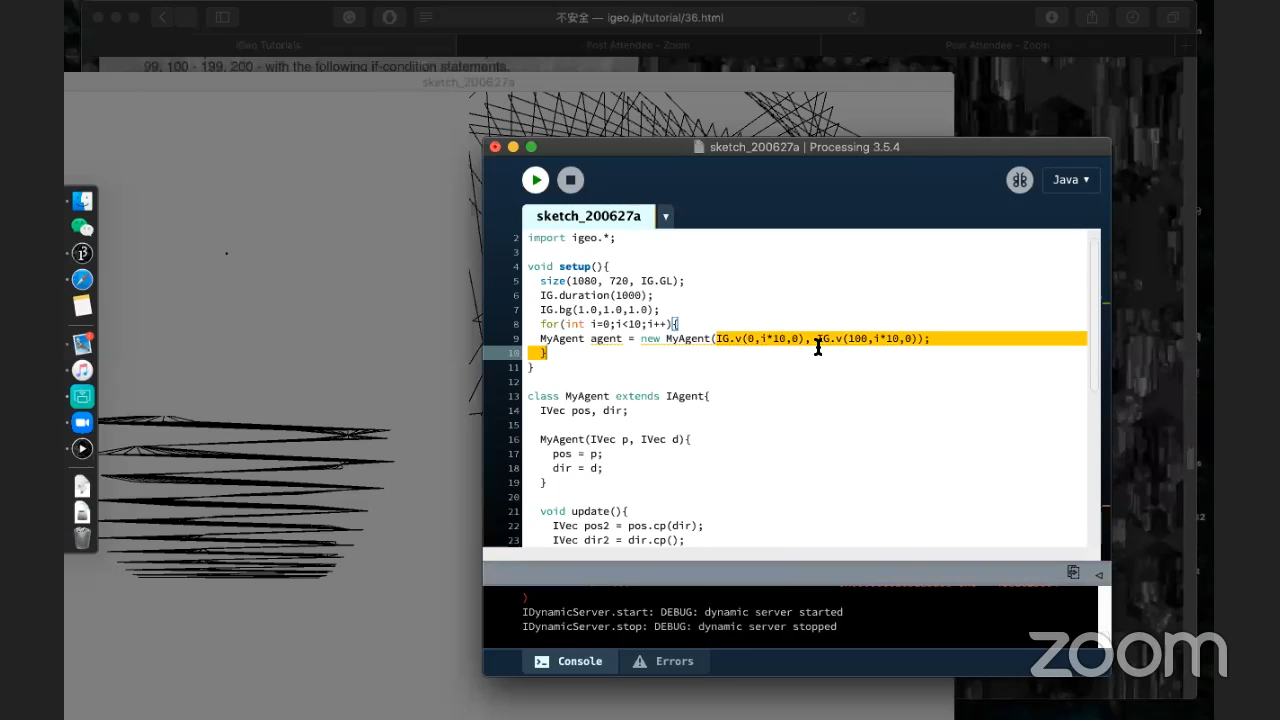 不安全 — igeo.jp/tutorial/36.html
iGeo Tutorials
Post Attendee - Zoom
Post Attendee - Zoom
99, 100 - 199, 200 - with the following if-condition statements.
sketch_200627a
sketch_200627a | Processing 3.5.4
Java
sketch_200627a
2 import igeo.*;
3
4 void setup(){
5 size(1080, 720, IG.GL);
6 IG.duration(1000);
7 IG.bg(1.0,1.0,1.0);
8 for(int i=0;i<10;i++){
9 MyAgent agent = new MyAgent(IG.v(0,i*10,0), IG.v(100,i*10,0));
10 }
11 }
12
13 class MyAgent extends IAgent{
14 IVec pos, dir;
15
16 MyAgent(IVec p, IVec d){
17 pos = p;
18 dir = d;
19 }
20
21 void update(){
22 IVec pos2 = pos.cp(dir);
23 IVec dir2 = dir.cp();
)
IDynamicServer.start: DEBUG: dynamic server started
IDynamicServer.stop: DEBUG: dynamic server stopped
Console
Errors
zoom